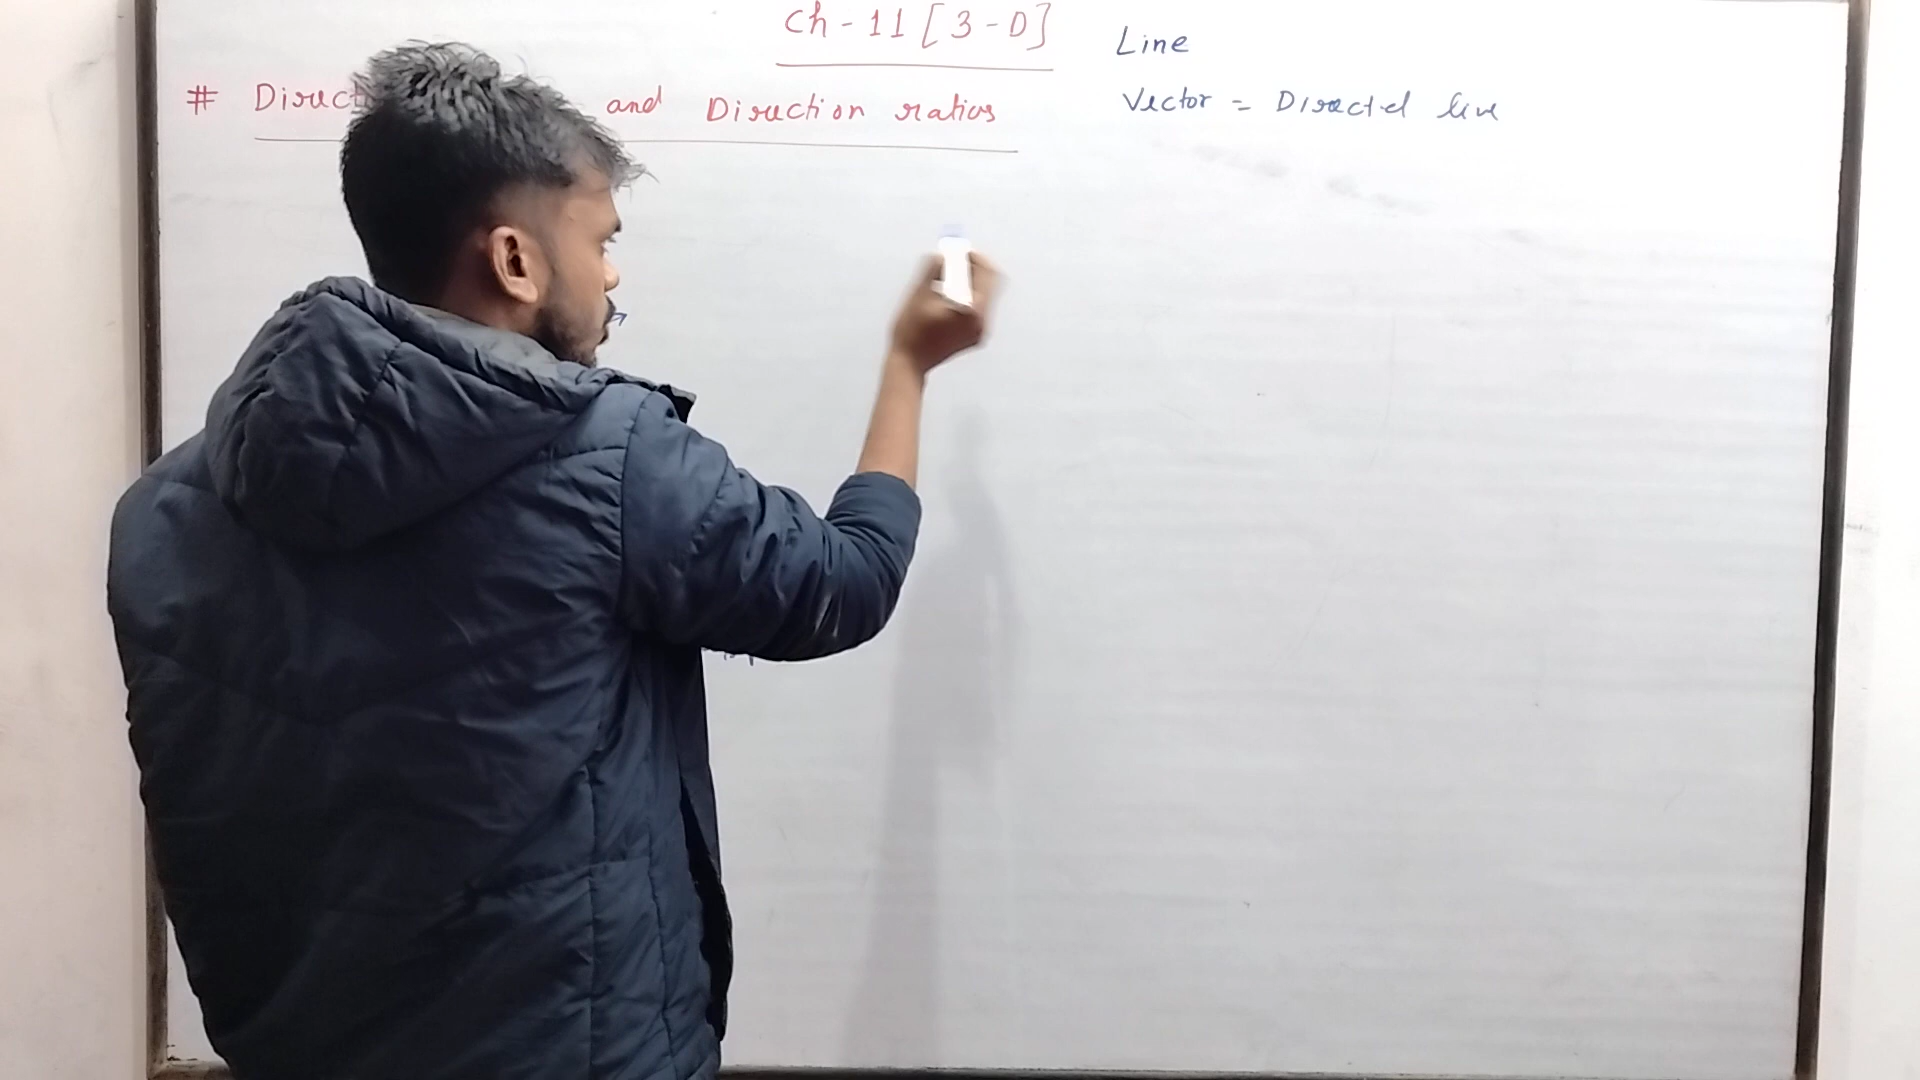 Ch - 11 [3-D]
# Direct and Direction ratios
Line
Vector = Directed line